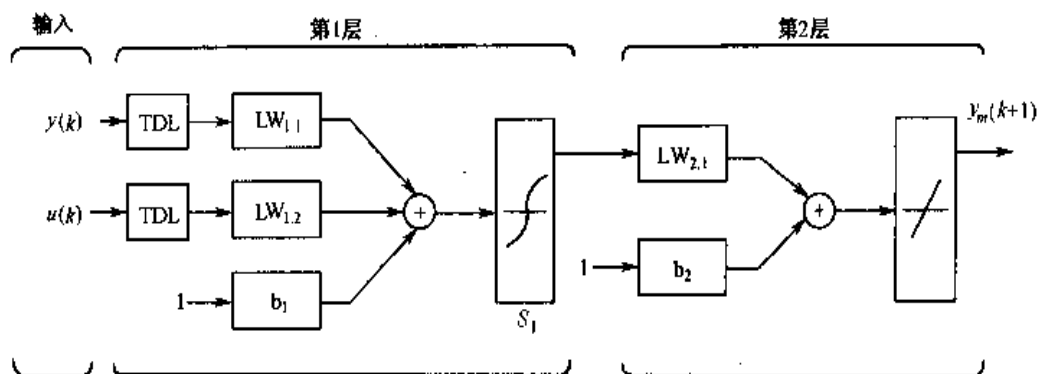 输入
第1层
第2层
y(k)
TDL
LW1,1
u(k)
TDL
LW1,2
1
b1
+
S1
LW2,1
1
b2
+
ym(k+1)